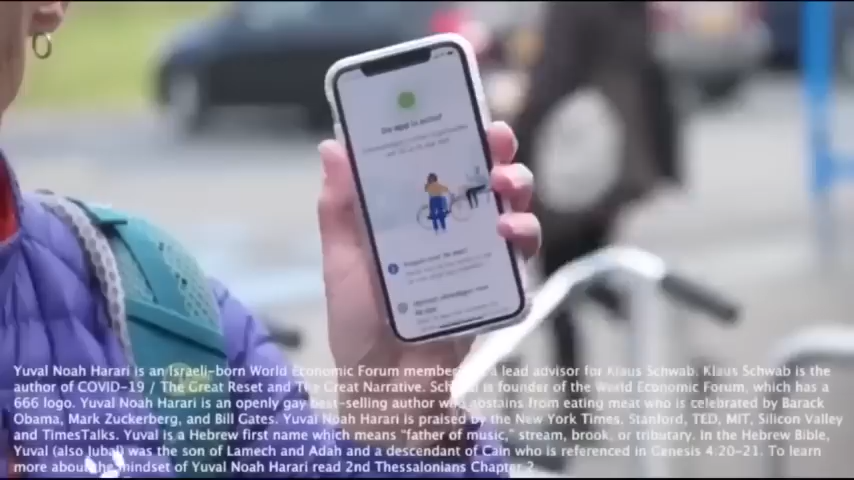 De app is actief
Yuval Noah Harari is an Israeli-born World Economic Forum member a lead advisor for Klaus Schwab. Klaus Schwab is the
author of COVID-19 / The Great Reset and The Great Narrative. Schwab is founder of the World Economic Forum, which has a
666 logo. Yuval Noah Harari is an openly gay best-selling author who abstains from eating meat who is celebrated by Barack
Obama, Mark Zuckerberg, and Bill Gates. Yuval Noah Harari is praised by the New York Times, Stanford, TED, MIT, Silicon Valley
and TimesTalks. Yuval is a Hebrew first name which means "father of music," stream, brook, or tributary. In the Hebrew Bible,
Yuval (also Jubal) was the son of Lamech and Adah and a descendant of Cain who is referenced in Genesis 4:20-21. To learn
more about the mindset of Yuval Noah Harari read 2nd Thessalonians Chapter 2